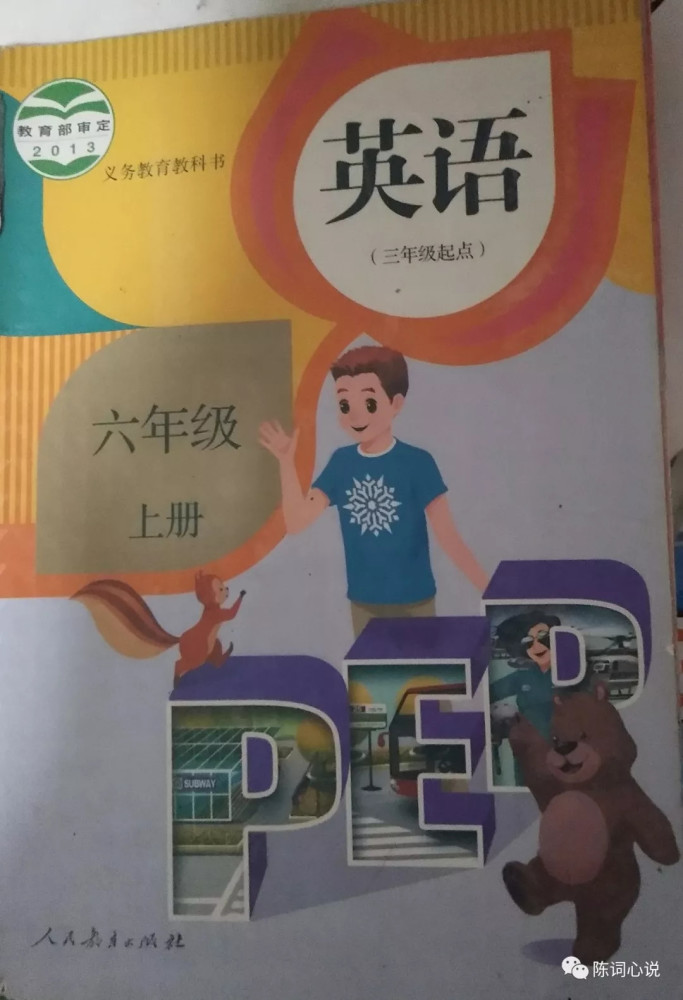 教育部审定
2013
义务教育教科书
英语
（三年级起点）
六年级
上册
PEP
SUBWAY
人民教育出版社
陈词心说